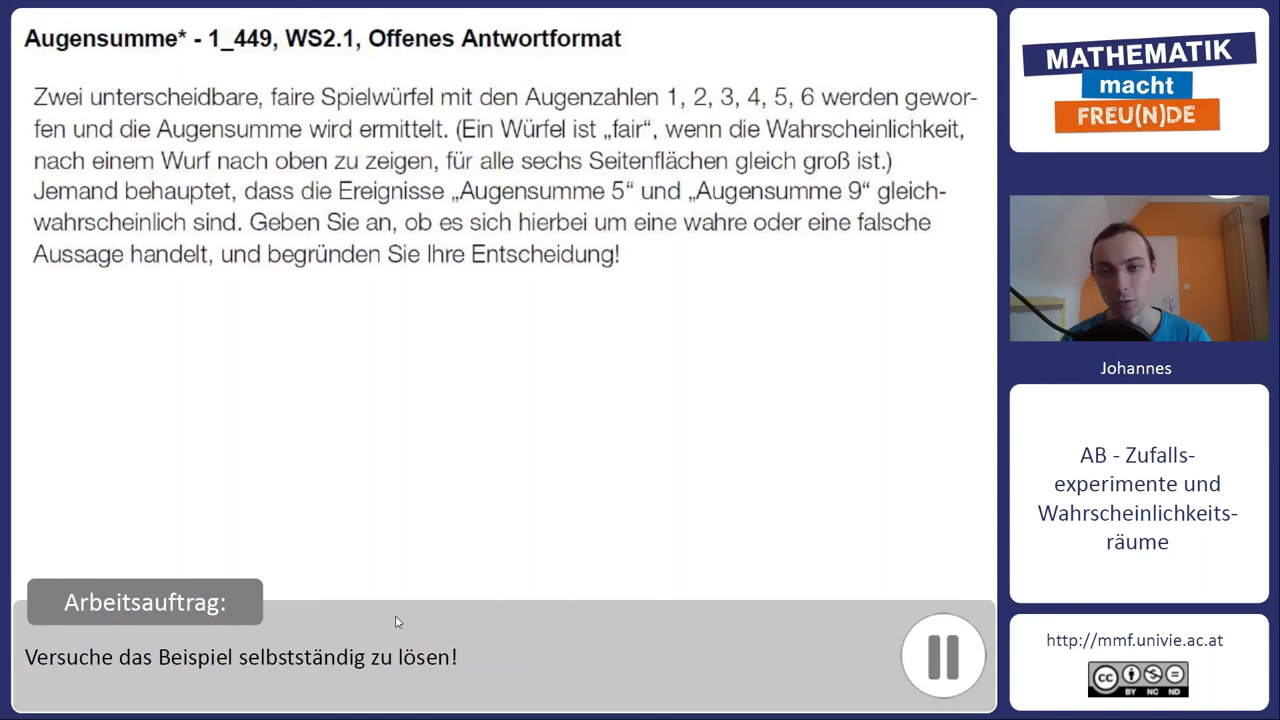 Augensumme* - 1_449, WS2.1, Offenes Antwortformat
Zwei unterscheidbare, faire Spielwürfel mit den Augenzahlen 1, 2, 3, 4, 5, 6 werden gewor-
fen und die Augensumme wird ermittelt. (Ein Würfel ist „fair“, wenn die Wahrscheinlichkeit,
nach einem Wurf nach oben zu zeigen, für alle sechs Seitenflächen gleich groß ist.)
Jemand behauptet, dass die Ereignisse „Augensumme 5“ und „Augensumme 9“ gleich-
wahrscheinlich sind. Geben Sie an, ob es sich hierbei um eine wahre oder eine falsche
Aussage handelt, und begründen Sie Ihre Entscheidung!
Arbeitsauftrag:
Versuche das Beispiel selbstständig zu lösen!
MATHEMATIK
macht
FREU(N)DE
Johannes
AB - Zufalls-
experimente und
Wahrscheinlichkeits-
räume
http://mmf.univie.ac.at
cc
BY NC ND